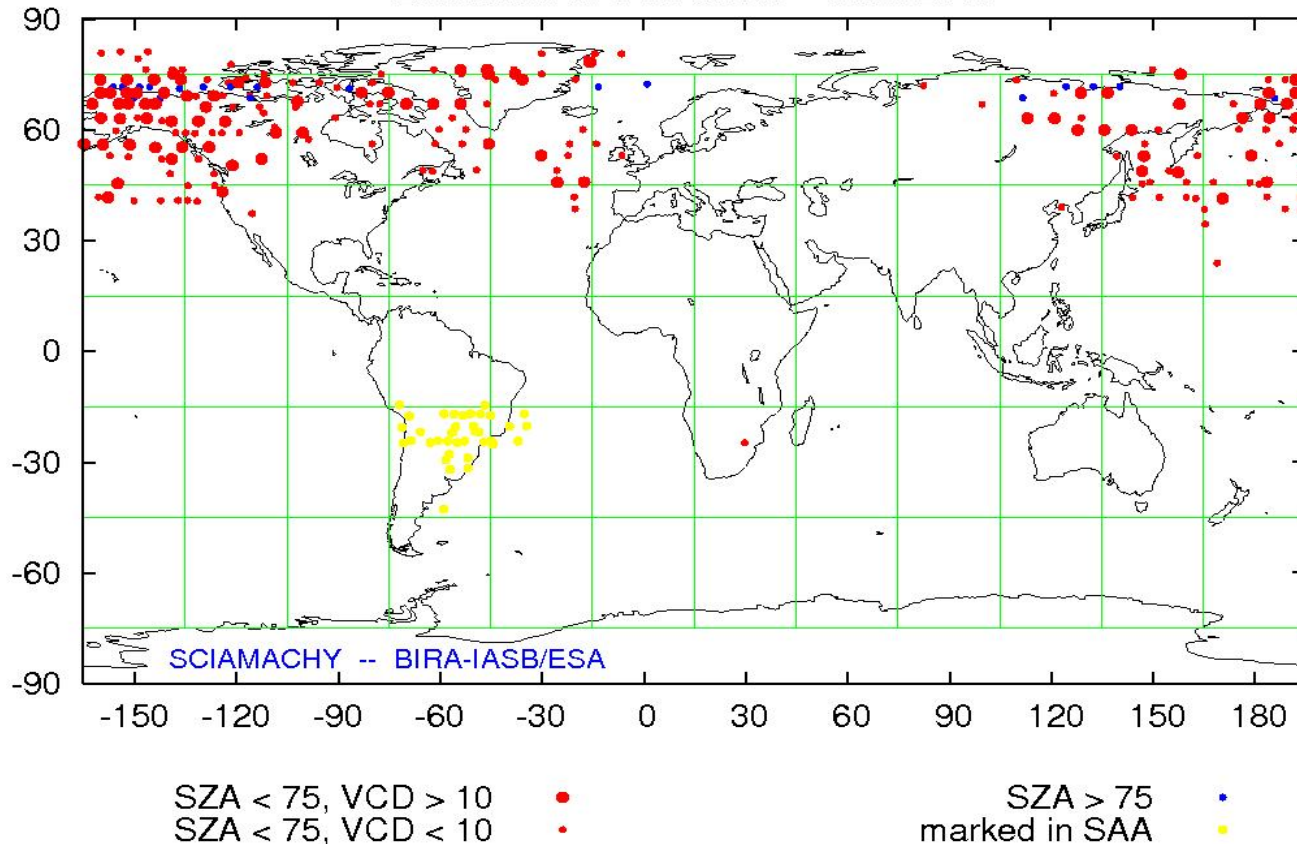 90
60
30
0
-30
-60
-90
SCIAMACHY -- BIRA-IASB/ESA
-150 -120 -90 -60 -30 0 30 60 90 120 150 180
SZA < 75, VCD > 10
SZA > 75
SZA < 75, VCD < 10
marked in SAA